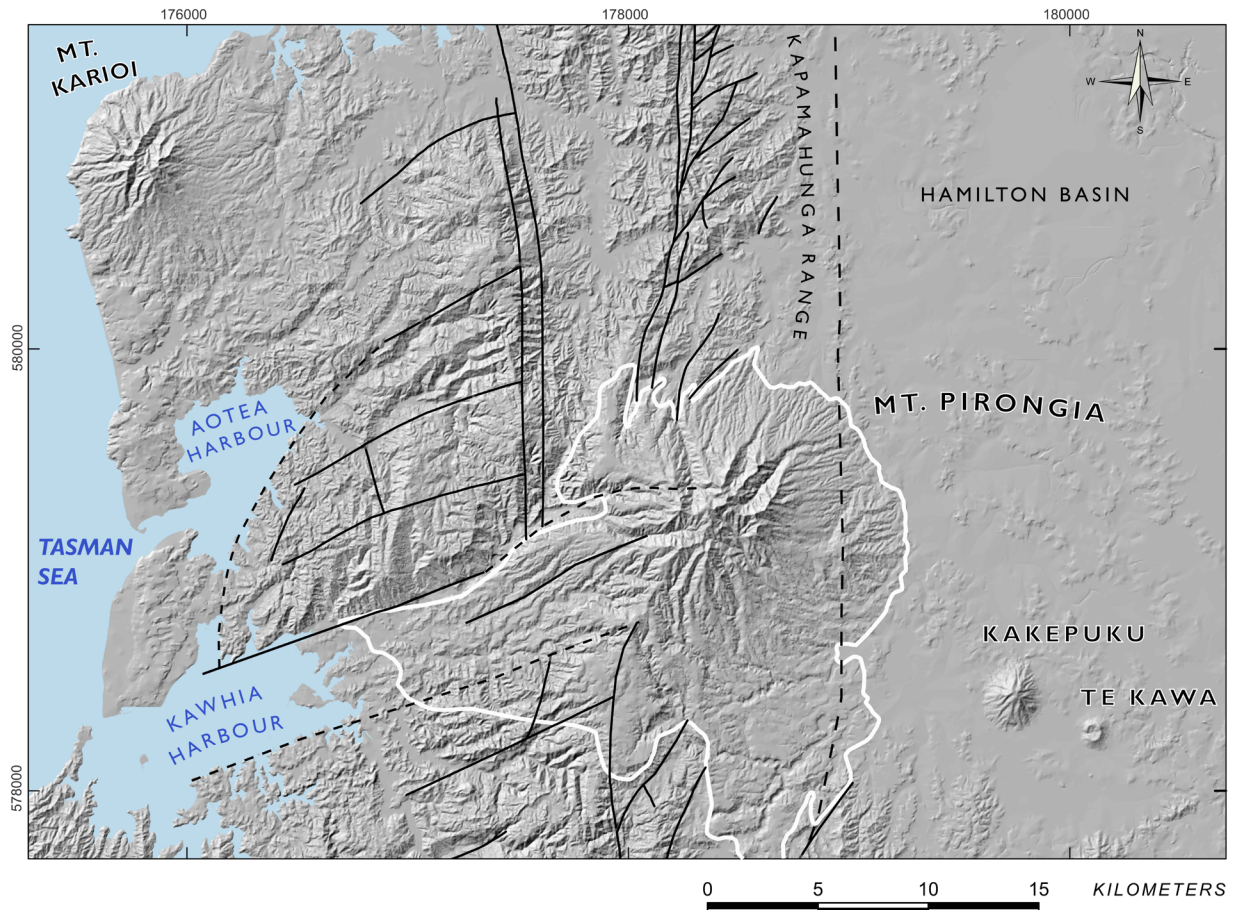 176000
178000
180000
MT.
KARIOI
N
W
E
S
KAPAMAHUNGA RANGE
HAMILTON BASIN
580000
MT. PIRONGIA
AOTEA
HARBOUR
TASMAN
SEA
KAKEPUKU
TE KAWA
KAWHIA
HARBOUR
578000
0
5
10
15
KILOMETERS